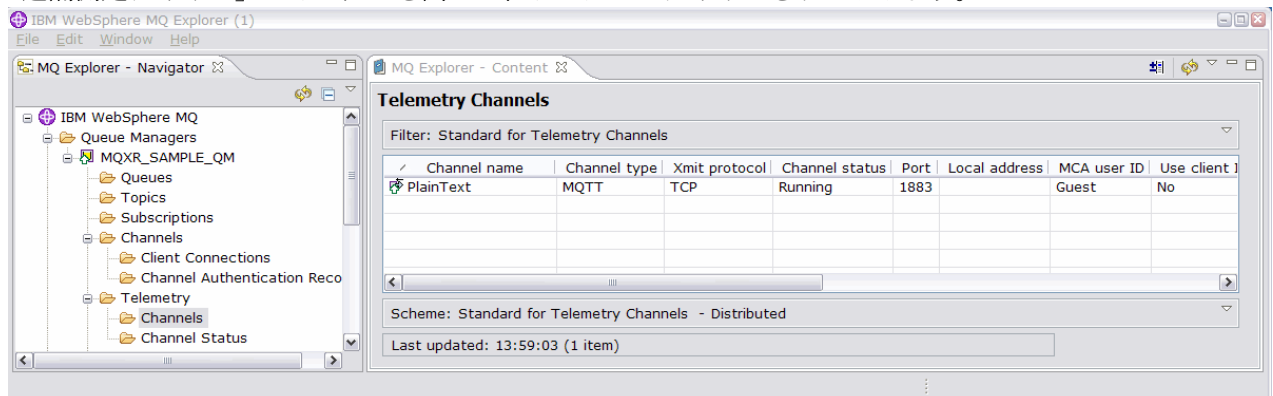 IBM WebSphere MQ Explorer (1)
File Edit Window Help
MQ Explorer - Navigator
IBM WebSphere MQ
Queue Managers
MQXR_SAMPLE_QM
Queues
Topics
Subscriptions
Channels
Client Connections
Channel Authentication Reco
Telemetry
Channels
Channel Status
MQ Explorer - Content
Telemetry Channels
Filter: Standard for Telemetry Channels
Channel name Channel type Xmit protocol Channel status Port Local address MCA user ID Use client I
PlainText MQTT TCP Running 1883 Guest No
Scheme: Standard for Telemetry Channels - Distributed
Last updated: 13:59:03 (1 item)